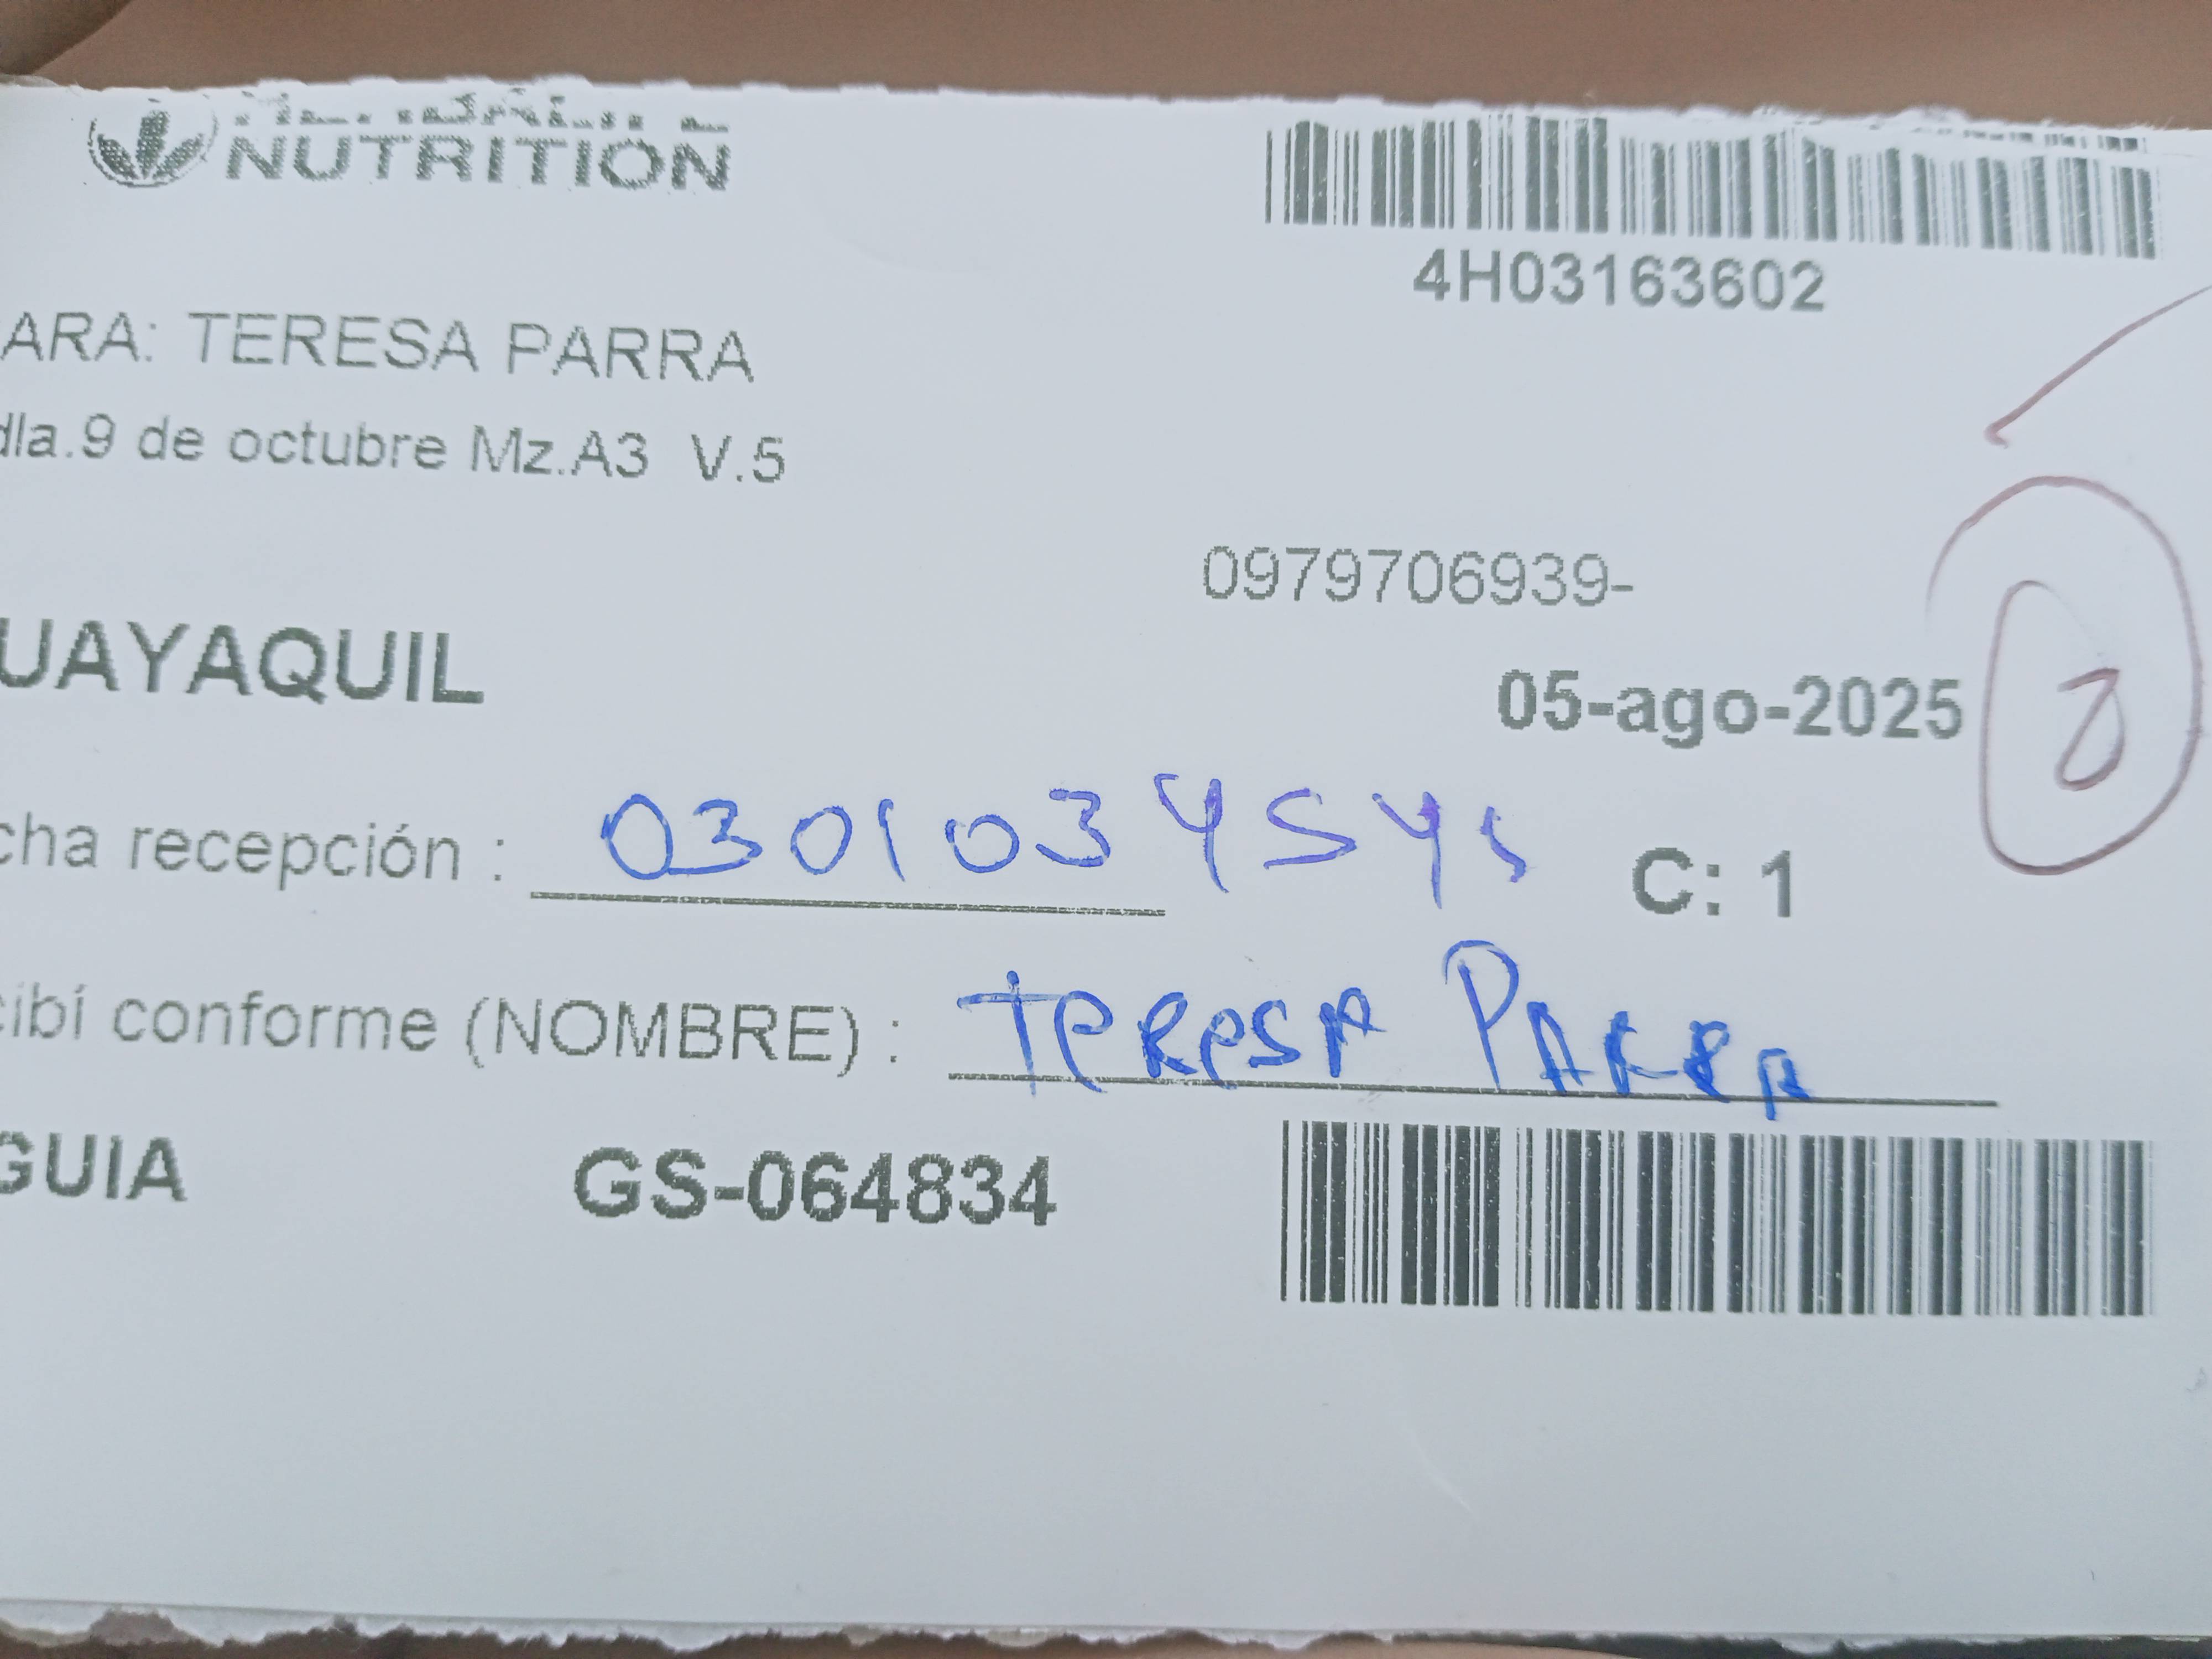 NUTRITION
4H03163602
ARA: TERESA PARRA
dla.9 de octubre Mz.A3 V.5
0979706939-
UAYAQUIL
05-ago-2025
8
cha recepción : 0301034545 C: 1
cibí conforme (NOMBRE) : TERESA PARRA
GUIA GS-064834